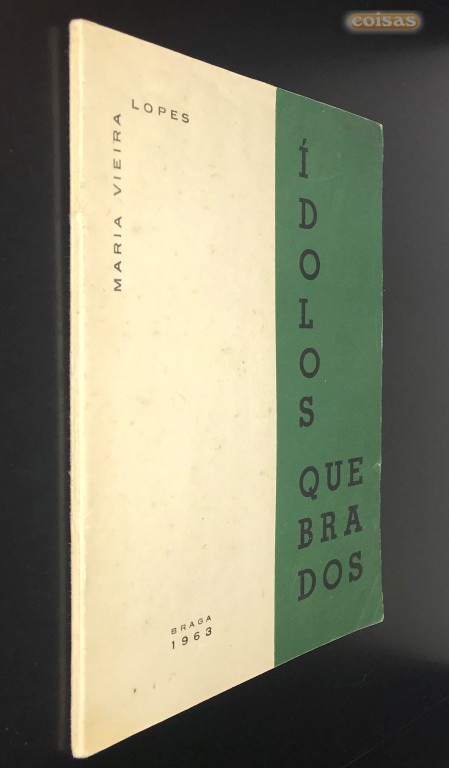 coisas
MARIA VIEIRA
LOPES
ÍDOLOS
QUE
BRA
DOS
BRAGA
1963